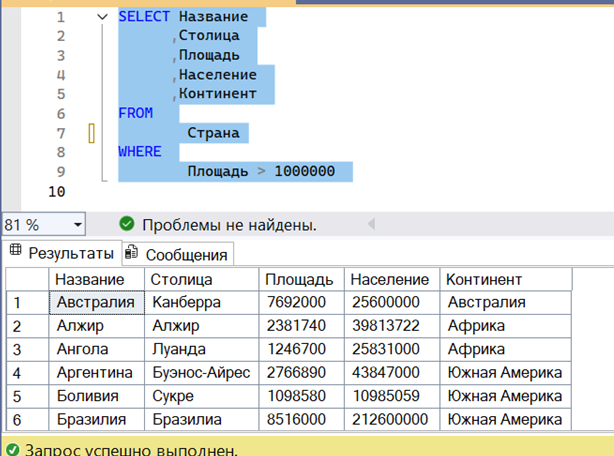 1 SELECT Название
2 ,Столица
3 ,Площадь
4 ,Население
5 ,Континент
6 FROM
7 Страна
8 WHERE
9 Площадь > 1000000
10
81 % Проблемы не найдены.
Результаты Сообщения
Название Столица Площадь Население Континент
1 Австралия Канберра 7692000 25600000 Австралия
2 Алжир Алжир 2381740 39813722 Африка
3 Ангола Луанда 1246700 25831000 Африка
4 Аргентина Буэнос-Айрес 2766890 43847000 Южная Америка
5 Боливия Сукре 1098580 10985059 Южная Америка
6 Бразилия Бразилиа 8516000 212600000 Южная Америка
Запрос успешно выполнен.